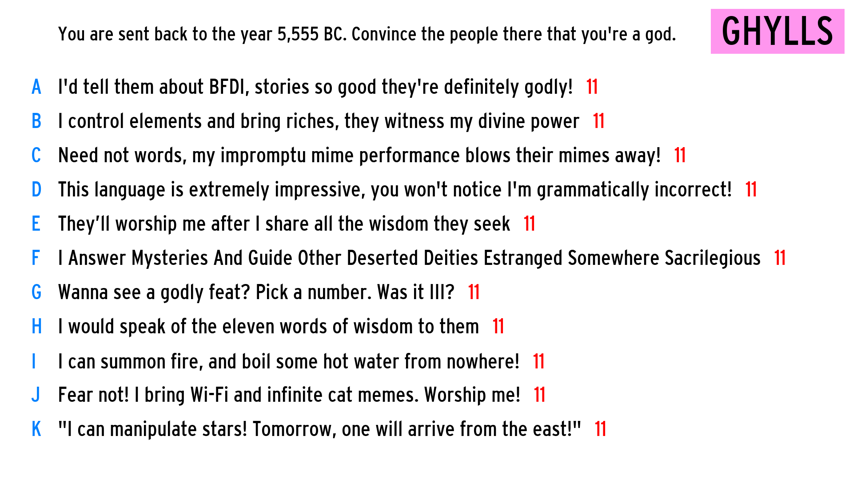 You are sent back to the year 5,555 BC. Convince the people there that you're a god.
GHYLLS
A I'd tell them about BFDI, stories so good they're definitely godly! 11
B I control elements and bring riches, they witness my divine power 11
C Need not words, my impromptu mime performance blows their mimes away! 11
D This language is extremely impressive, you won't notice I'm grammatically incorrect! 11
E They’ll worship me after I share all the wisdom they seek 11
F I Answer Mysteries And Guide Other Deserted Deities Estranged Somewhere Sacrilegious 11
G Wanna see a godly feat? Pick a number. Was it III? 11
H I would speak of the eleven words of wisdom to them 11
I I can summon fire, and boil some hot water from nowhere! 11
J Fear not! I bring Wi-Fi and infinite cat memes. Worship me! 11
K "I can manipulate stars! Tomorrow, one will arrive from the east!" 11